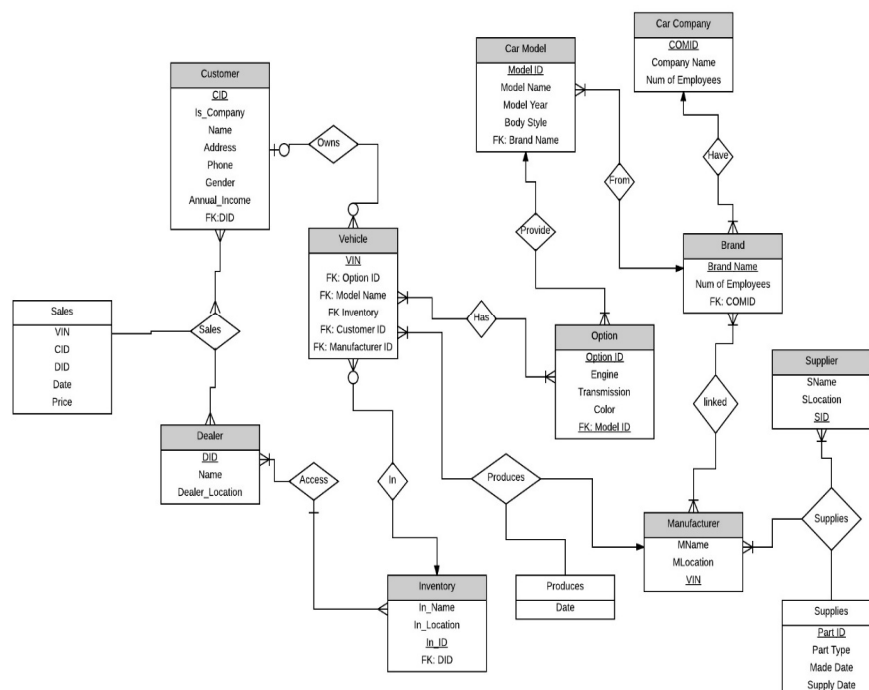 Car Company
COMID
Company Name
Num of Employees
Car Model
Model ID
Model Name
Model Year
Body Style
FK: Brand Name
Customer
CID
Is_Company
Name
Address
Phone
Gender
Annual_Income
FK:DID
Owns
Have
From
Provide
Vehicle
VIN
FK: Option ID
FK: Model Name
FK Inventory
FK: Customer ID
FK: Manufacturer ID
Brand
Brand Name
Num of Employees
FK: COMID
Sales
VIN
CID
DID
Date
Price
Sales
Has
Option
Option ID
Engine
Transmission
Color
FK: Model ID
Supplier
SName
SLocation
SID
linked
Dealer
DID
Name
Dealer_Location
Access
In
Produces
Manufacturer
MName
MLocation
VIN
Supplies
Inventory
In_Name
In_Location
In_ID
FK: DID
Produces
Date
Supplies
Part ID
Part Type
Made Date
Supply Date